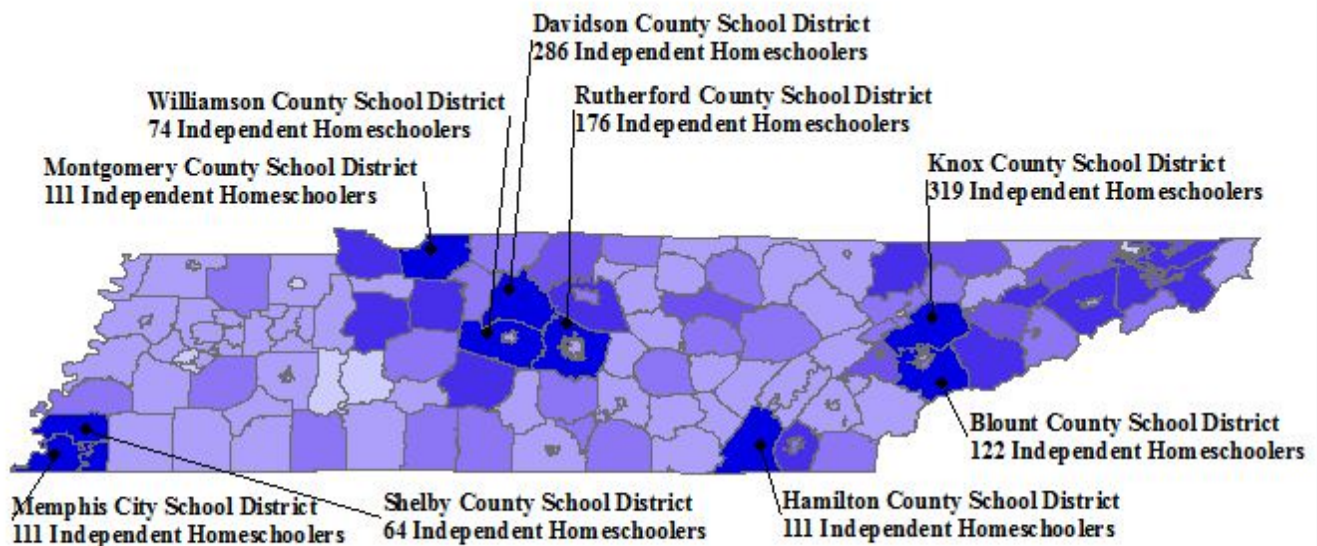 Davidson County School District
286 Independent Homeschoolers
Williamson County School District
74 Independent Homeschoolers
Rutherford County School District
176 Independent Homeschoolers
Montgomery County School District
111 Independent Homeschoolers
Knox County School District
319 Independent Homeschoolers
Blount County School District
122 Independent Homeschoolers
Memphis City School District
111 Independent Homeschoolers
Shelby County School District
64 Independent Homeschoolers
Hamilton County School District
111 Independent Homeschoolers